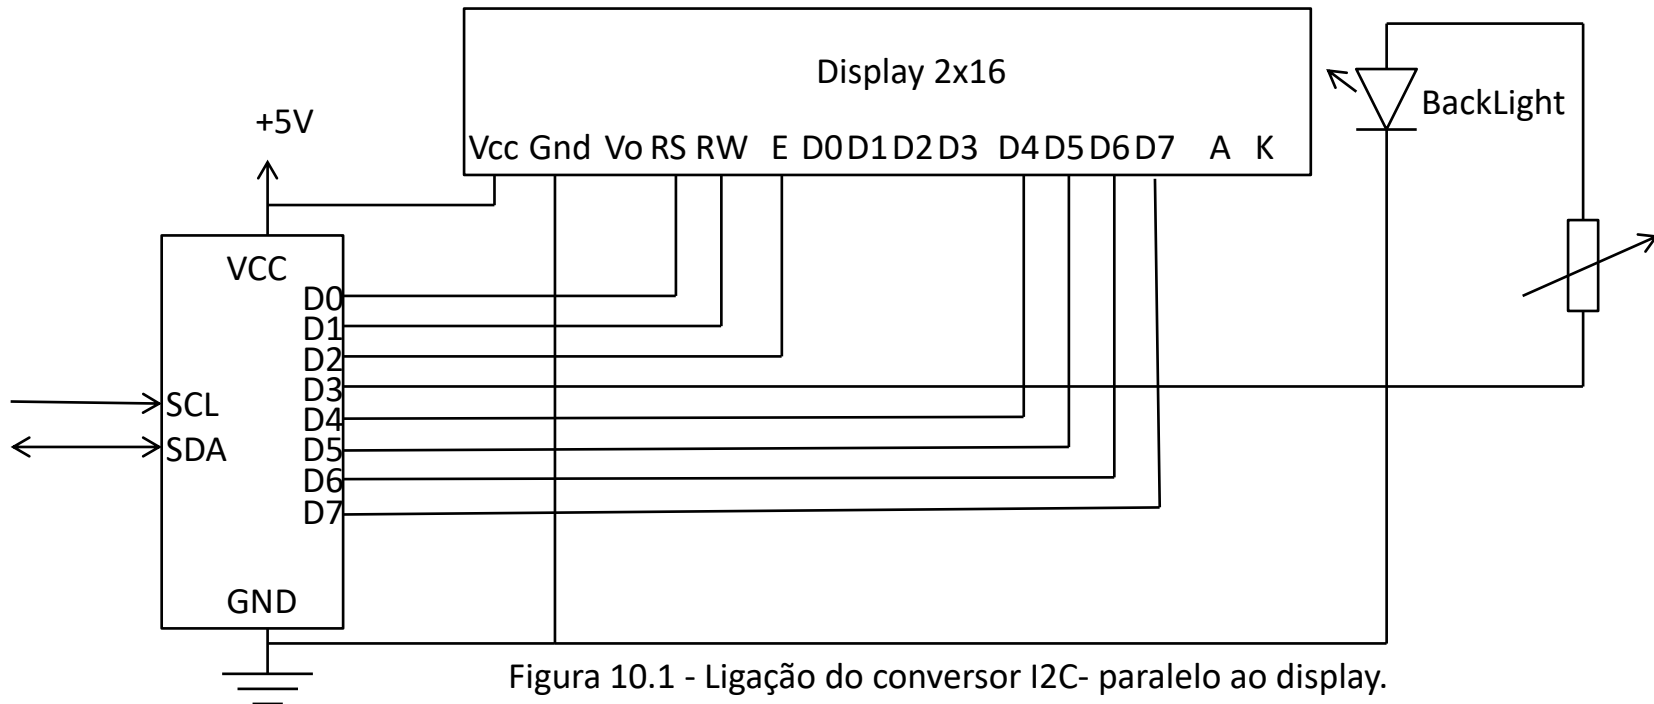 Display 2x16
BackLight
+5V
Vcc Gnd Vo RS RW E D0 D1 D2 D3 D4 D5 D6 D7 A K
VCC
D0
D1
D2
D3
SCL
D4
SDA
D5
D6
D7
GND
Figura 10.1 - Ligação do conversor I2C- paralelo ao display.